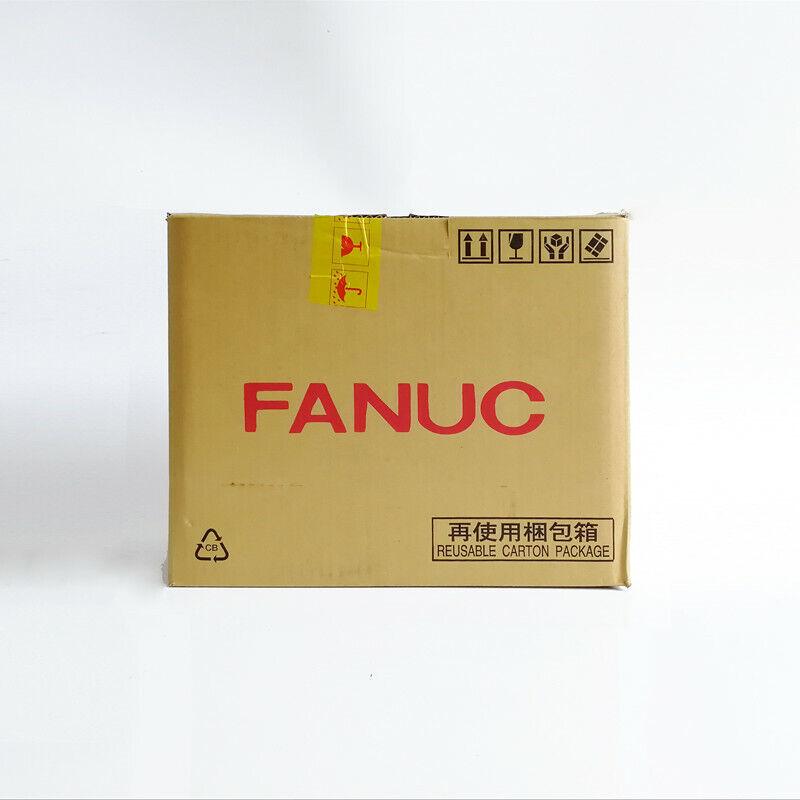 FANUC
再使用梱包箱
REUSABLE CARTON PACKAGE
CB